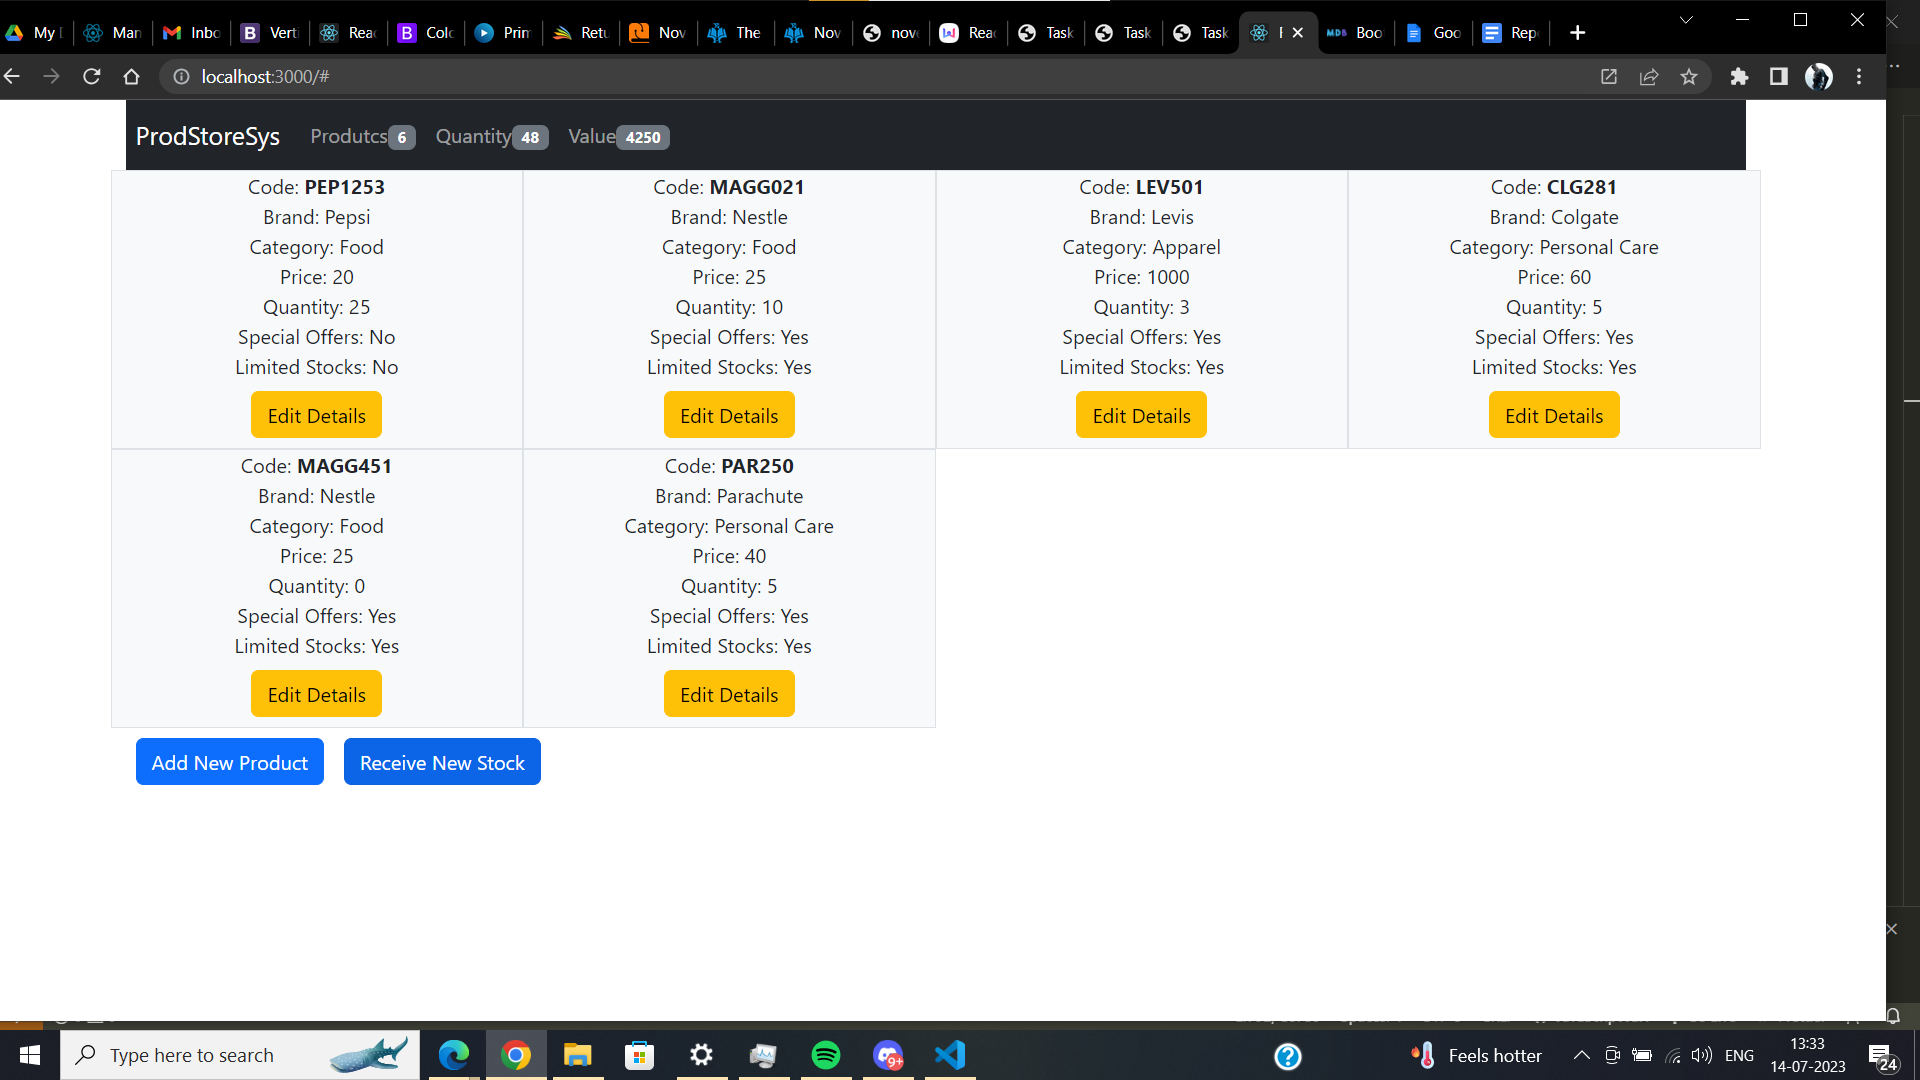 My
Man
Inbo
Verti
Reac
Colo
Prim
Retu
Nov
The
Nov
nove
Reac
Task
Task
Task
Boo
Goo
Rep
localhost:3000/#
ProdStoreSys Produtcs 6 Quantity 48 Value 4250
Code: PEP1253
Brand: Pepsi
Category: Food
Price: 20
Quantity: 25
Special Offers: No
Limited Stocks: No
Edit Details
Code: MAGG021
Brand: Nestle
Category: Food
Price: 25
Quantity: 10
Special Offers: Yes
Limited Stocks: Yes
Edit Details
Code: LEV501
Brand: Levis
Category: Apparel
Price: 1000
Quantity: 3
Special Offers: Yes
Limited Stocks: Yes
Edit Details
Code: CLG281
Brand: Colgate
Category: Personal Care
Price: 60
Quantity: 5
Special Offers: Yes
Limited Stocks: Yes
Edit Details
Code: MAGG451
Brand: Nestle
Category: Food
Price: 25
Quantity: 0
Special Offers: Yes
Limited Stocks: Yes
Edit Details
Code: PAR250
Brand: Parachute
Category: Personal Care
Price: 40
Quantity: 5
Special Offers: Yes
Limited Stocks: Yes
Edit Details
Add New Product Receive New Stock
Type here to search
9+
Feels hotter
ENG
13:33
14-07-2023
24